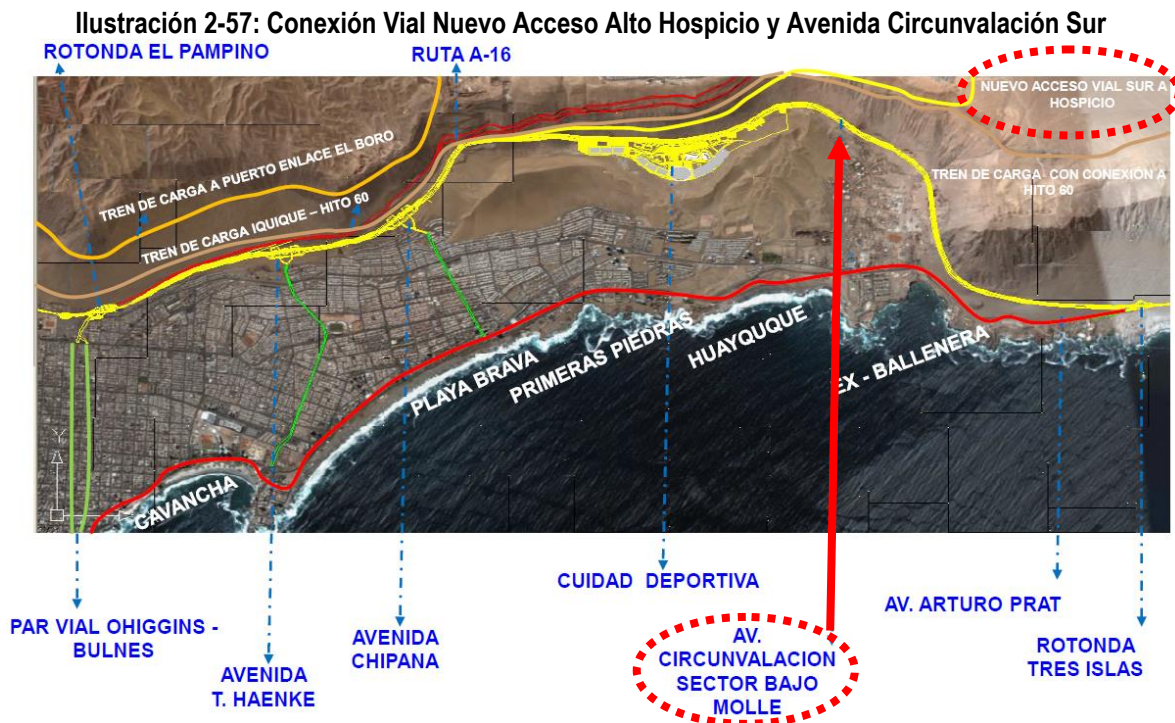 Ilustración 2-57: Conexión Vial Nuevo Acceso Alto Hospicio y Avenida Circunvalación Sur
ROTONDA EL PAMPINO
RUTA A-16
NUEVO ACCESO VIAL SUR A
HOSPICIO
TREN DE CARGA A PUERTO ENLACE EL BORO
TREN DE CARGA IQUIQUE – HITO 60
TREN DE CARGA - CON CONEXIÓN A
HITO 60
PLAYA BRAVA
PRIMERAS PIEDRAS
HUAYQUQUE
EX - BALLENERA
CAVANCHA
Y
PAR VIAL OHIGGINS -
BULNES
AVENIDA
T. HAENKE
AVENIDA
CHIPANA
CUIDAD DEPORTIVA
AV.
CIRCUNVALACION
SECTOR BAJO
MOLLE
AV. ARTURO PRAT
ROTONDA
TRES ISLAS